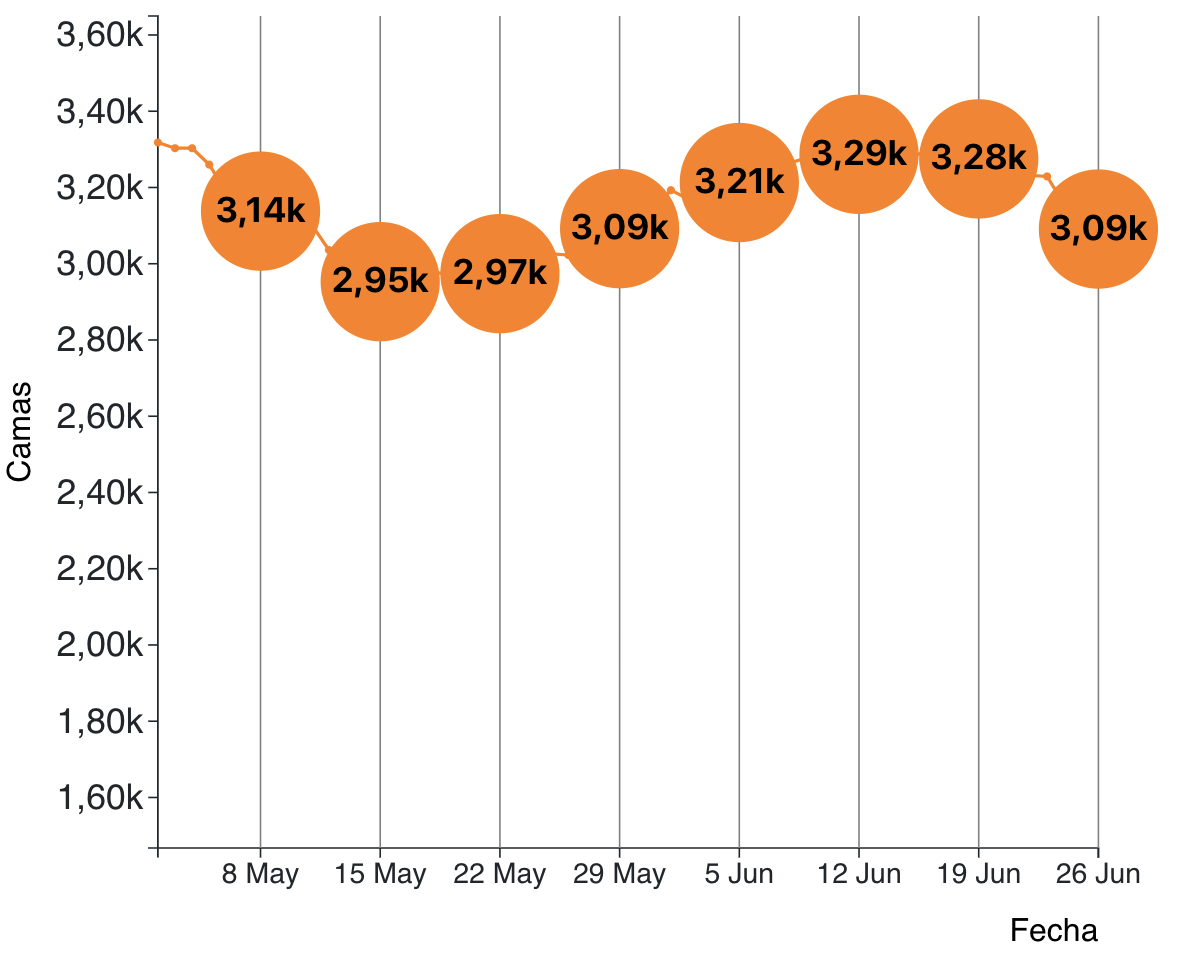 3,60k
3,40k
3,20k
3,00k
2,80k
2,60k
2,40k
2,20k
2,00k
1,80k
1,60k
Camas
3,14k
2,95k
2,97k
3,09k
3,21k
3,29k
3,28k
3,09k
8 May 15 May 22 May 29 May 5 Jun 12 Jun 19 Jun 26 Jun
Fecha